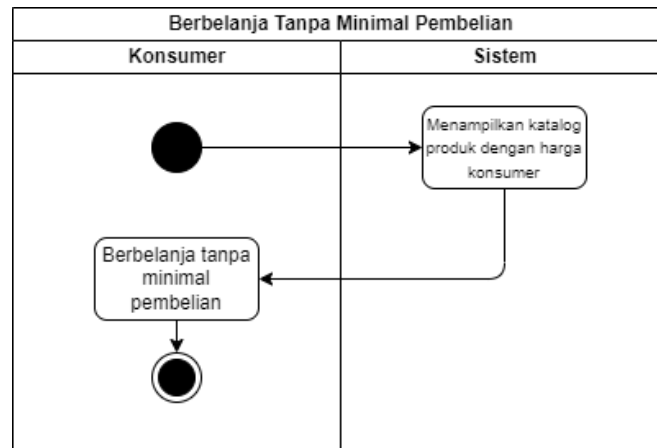 Berbelanja Tanpa Minimal Pembelian
Konsumer
Sistem
Menampilkan katalog
produk dengan harga
konsumer
Berbelanja tanpa
minimal
pembelian